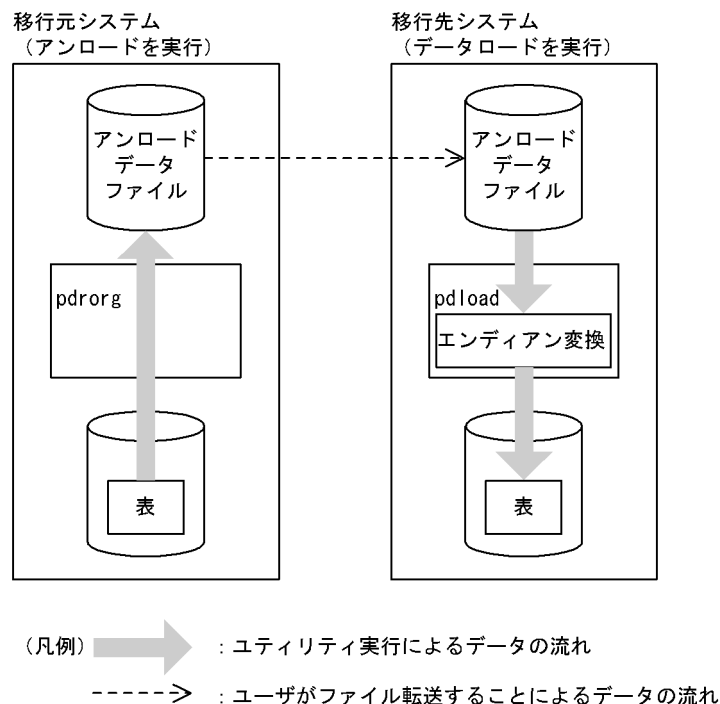 移行元システム
（アンロードを実行）
アンロード
データ
ファイル
pdrorg
表
移行先システム
（データロードを実行）
アンロード
データ
ファイル
pdload
エンディアン変換
表
（凡例）
：ユティリティ実行によるデータの流れ
：ユーザがファイル転送することによるデータの流れ